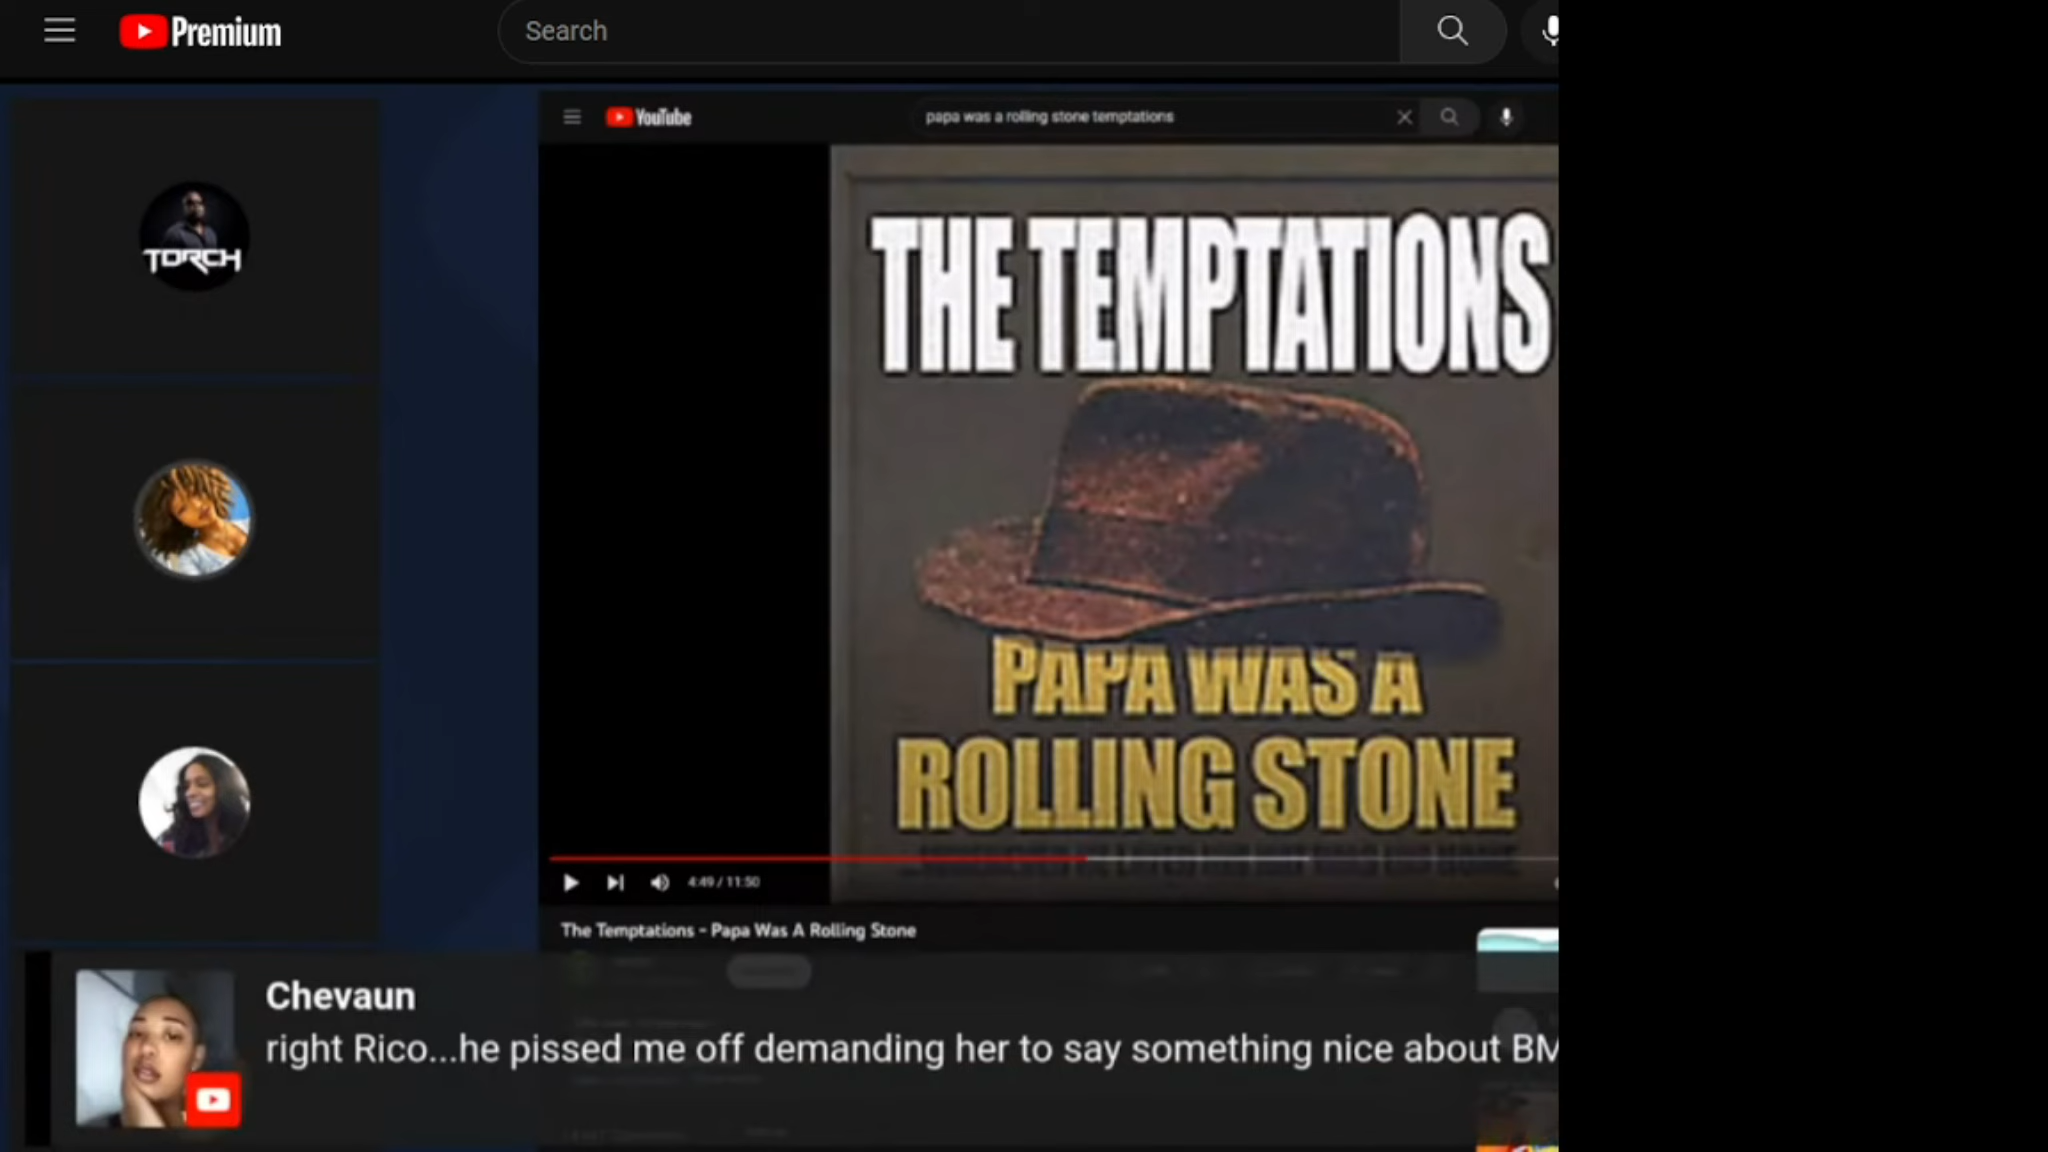 Premium
Search
YouTube
papa was a rolling stone temptations
TORCH
THE TEMPTATIONS
PAPA WAS A
ROLLING STONE
4:49 / 11:50
The Temptations - Papa Was A Rolling Stone
Chevaun
right Rico...he pissed me off demanding her to say something nice about BM